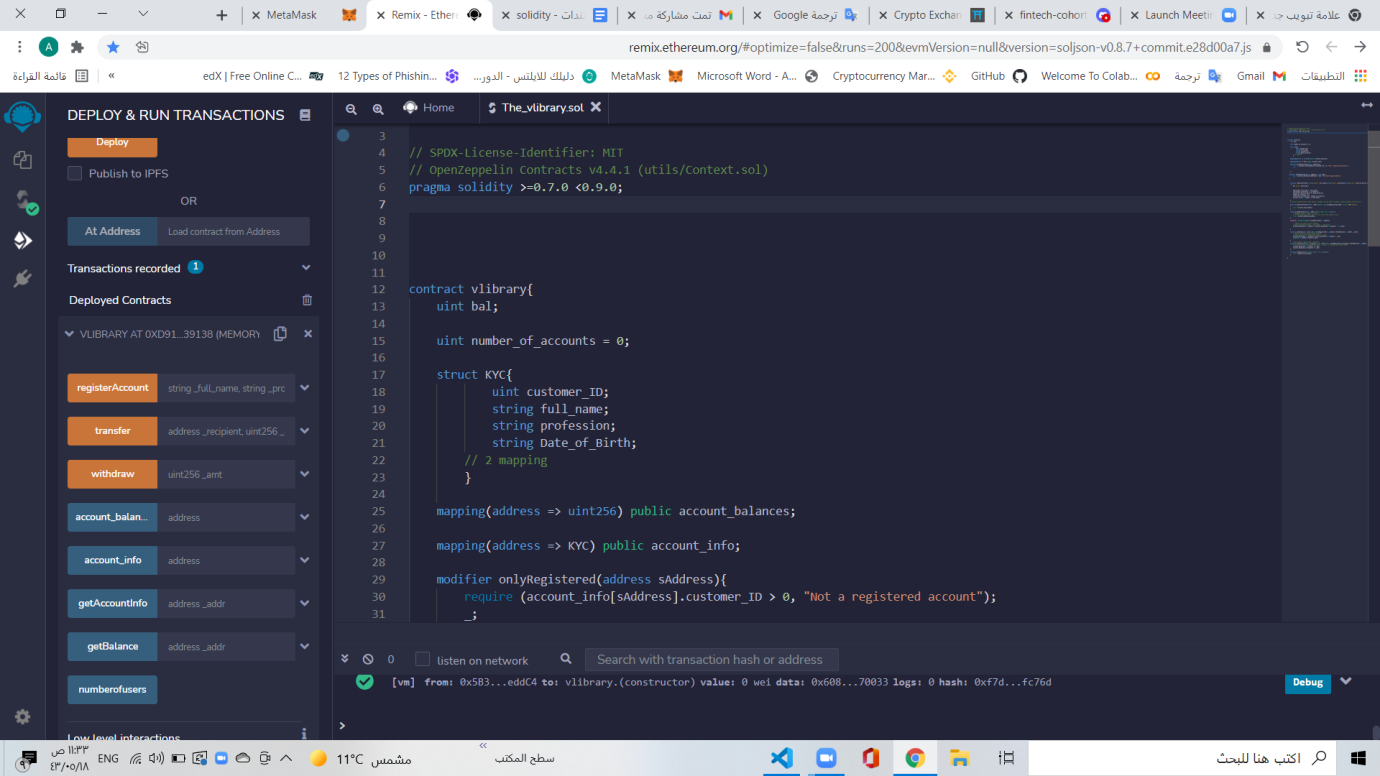 MetaMask
Remix - Ether
solidity - ندات
تمت مشاركة مـ
Google ترجمة
Crypto Exchan
fintech-cohort
Launch Meetin
علامة تبويب جد
A
remix.ethereum.org/#optimize=false&runs=200&evmVersion=null&version=soljson-v0.8.7+commit.e28d00a7.js
قائمة القراءة
«
edX | Free Online C...
12 Types of Phishin...
دليلك للايلتس - الدور...
MetaMask
Microsoft Word - A...
Cryptocurrency Mar...
GitHub
Welcome To Colab...
ترجمة
Gmail
التطبيقات
DEPLOY & RUN TRANSACTIONS
Deploy
Publish to IPFS
OR
At Address
Load contract from Address
Transactions recorded 1
Deployed Contracts
VLIBRARY AT 0XD91...39138 (MEMORY
registerAccount
string _full_name, string _pro
transfer
address _recipient, uint256 _
withdraw
uint256 _amt
account_balan...
address
account_info
address
getAccountInfo
address _addr
getBalance
address _addr
numberofusers
Low level interactions
i
Home
The_vlibrary.sol
3
4 // SPDX-License-Identifier: MIT
5 // OpenZeppelin Contracts v4.4.1 (utils/Context.sol)
6 pragma solidity >=0.7.0 <0.9.0;
7
8
9
10
11
12 contract vlibrary{
13 uint bal;
14
15 uint number_of_accounts = 0;
16
17 struct KYC{
18 uint customer_ID;
19 string full_name;
20 string profession;
21 string Date_of_Birth;
22 // 2 mapping
23 }
24
25 mapping(address => uint256) public account_balances;
26
27 mapping(address => KYC) public account_info;
28
29 modifier onlyRegistered(address sAddress){
30 require (account_info[sAddress].customer_ID > 0, "Not a registered account");
31 _;
0
listen on network
Search with transaction hash or address
[vm] from: 0x5B3...eddC4 to: vlibrary.(constructor) value: 0 wei data: 0x608...70033 logs: 0 hash: 0xf7d...fc76d
Debug
>
١١:٣٣ ص
٤٣/٠٥/١٨
٩
ENG
11°C مشمس
سطح المكتب
«
اكتب هنا للبحث